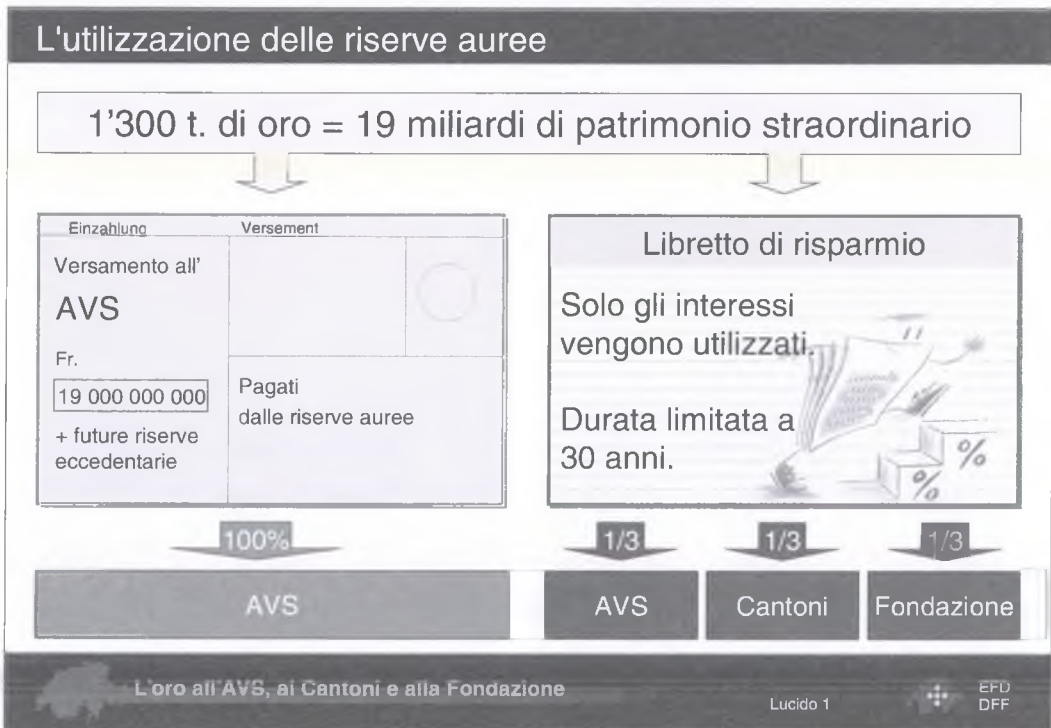 L'utilizzazione delle riserve auree
1'300 t. di oro = 19 miliardi di patrimonio straordinario
Einzahlung
Versement
Versamento all'
AVS
Fr.
19 000 000 000
+ future riserve
eccedentarie
Pagati
dalle riserve auree
Libretto di risparmio
Solo gli interessi
vengono utilizzati.
Durata limitata a
30 anni.
%
%
100%
1/3
1/3
1/3
AVS
AVS
Cantoni
Fondazione
L'oro all'AVS, ai Cantoni e alla Fondazione
Lucido 1
EFD
DFF